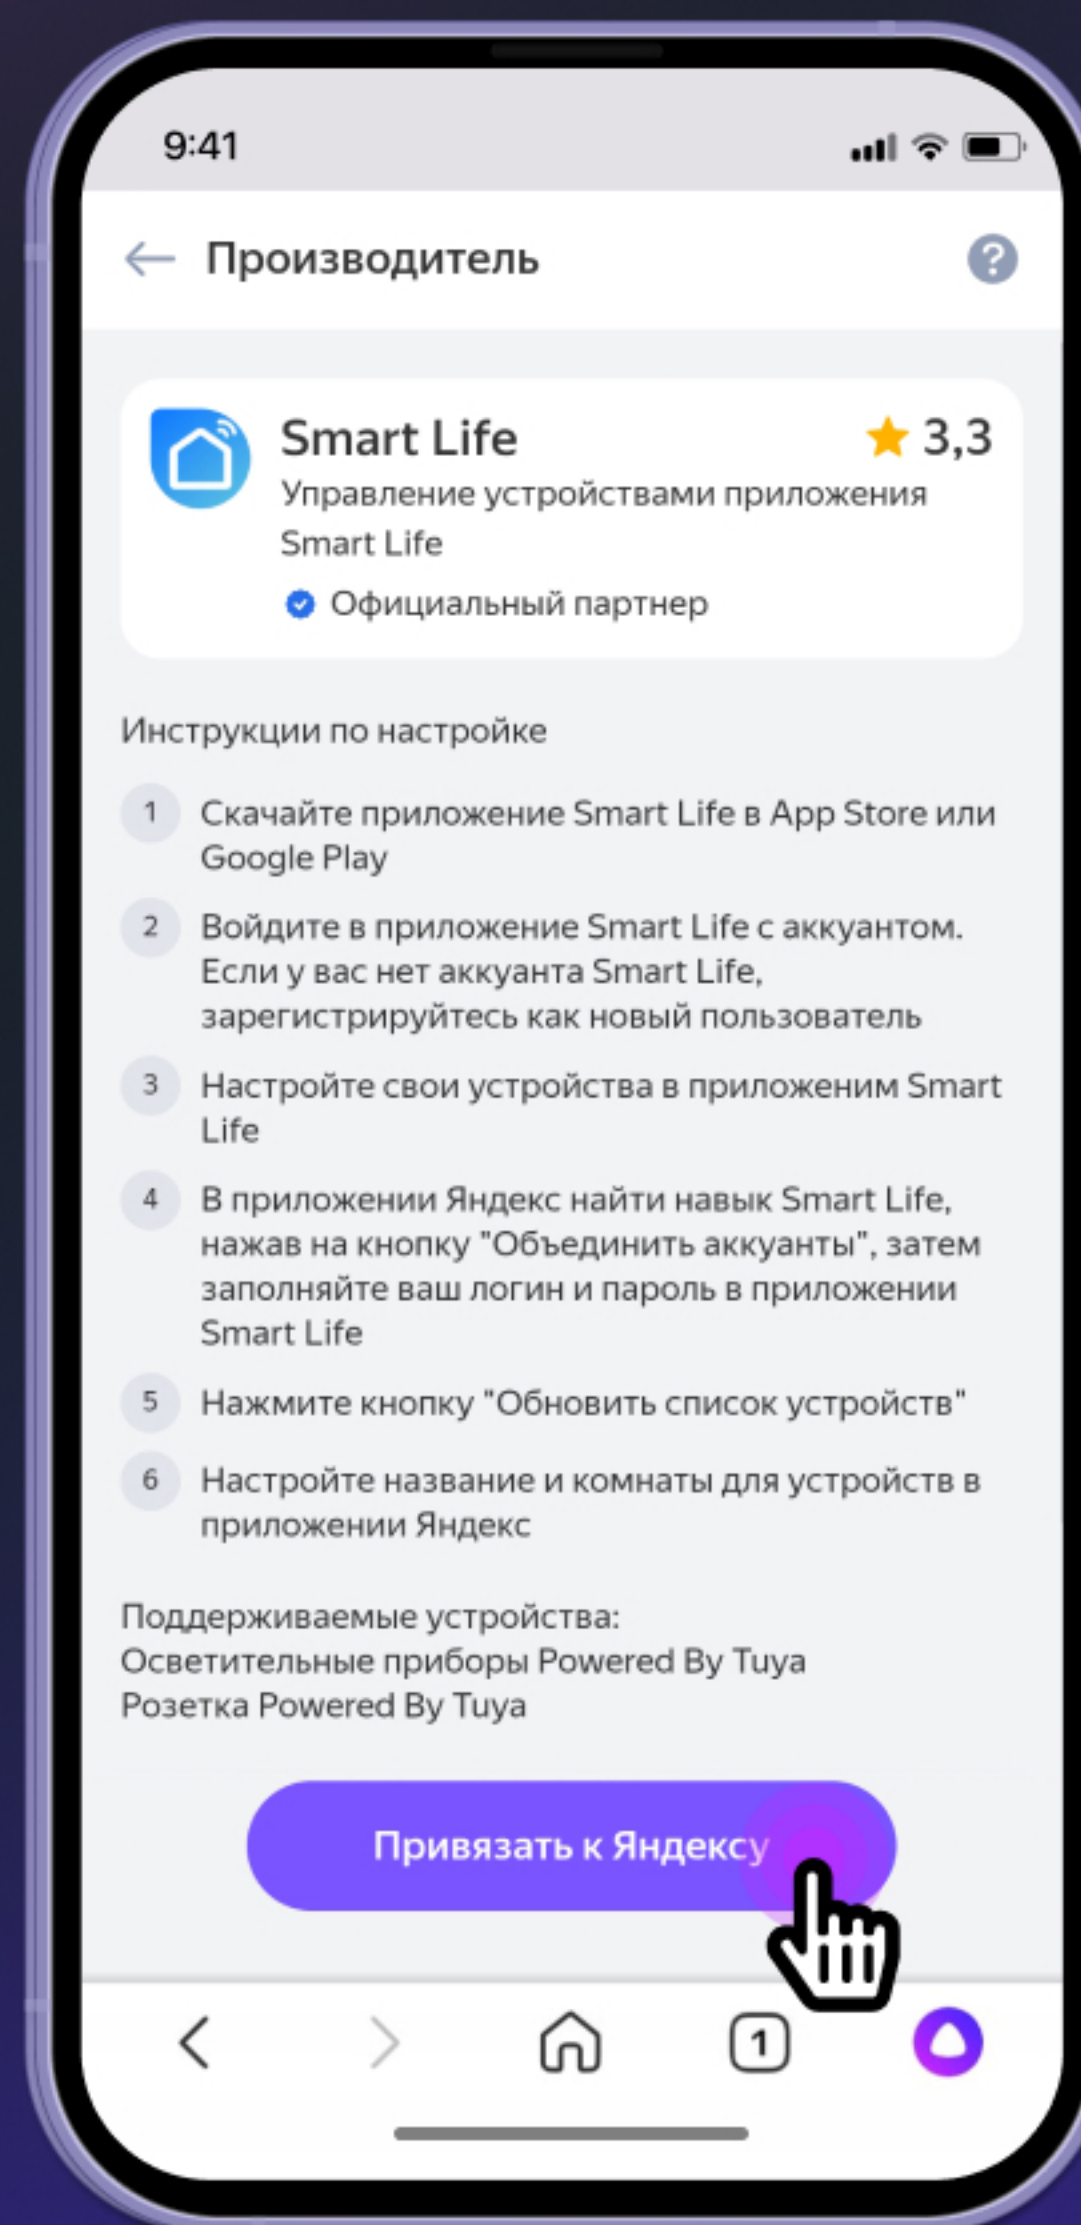 9:41
Производитель
?
Smart Life
3,3
Управление устройствами приложения
Smart Life
Официальный партнер
Инструкции по настройке
1 Скачайте приложение Smart Life в App Store или
Google Play
2 Войдите в приложение Smart Life с аккуантом.
Если у вас нет аккуанта Smart Life,
зарегистрируйтесь как новый пользователь
3 Настройте свои устройства в приложеним Smart
Life
4 В приложении Яндекс найти навык Smart Life,
нажав на кнопку "Объединить аккуанты", затем
заполняйте ваш логин и пароль в приложении
Smart Life
5 Нажмите кнопку "Обновить список устройств"
6 Настройте название и комнаты для устройств в
приложении Яндекс
Поддерживаемые устройства:
Осветительные приборы Powered By Tuya
Розетка Powered By Tuya
Привязать к Яндексу
1